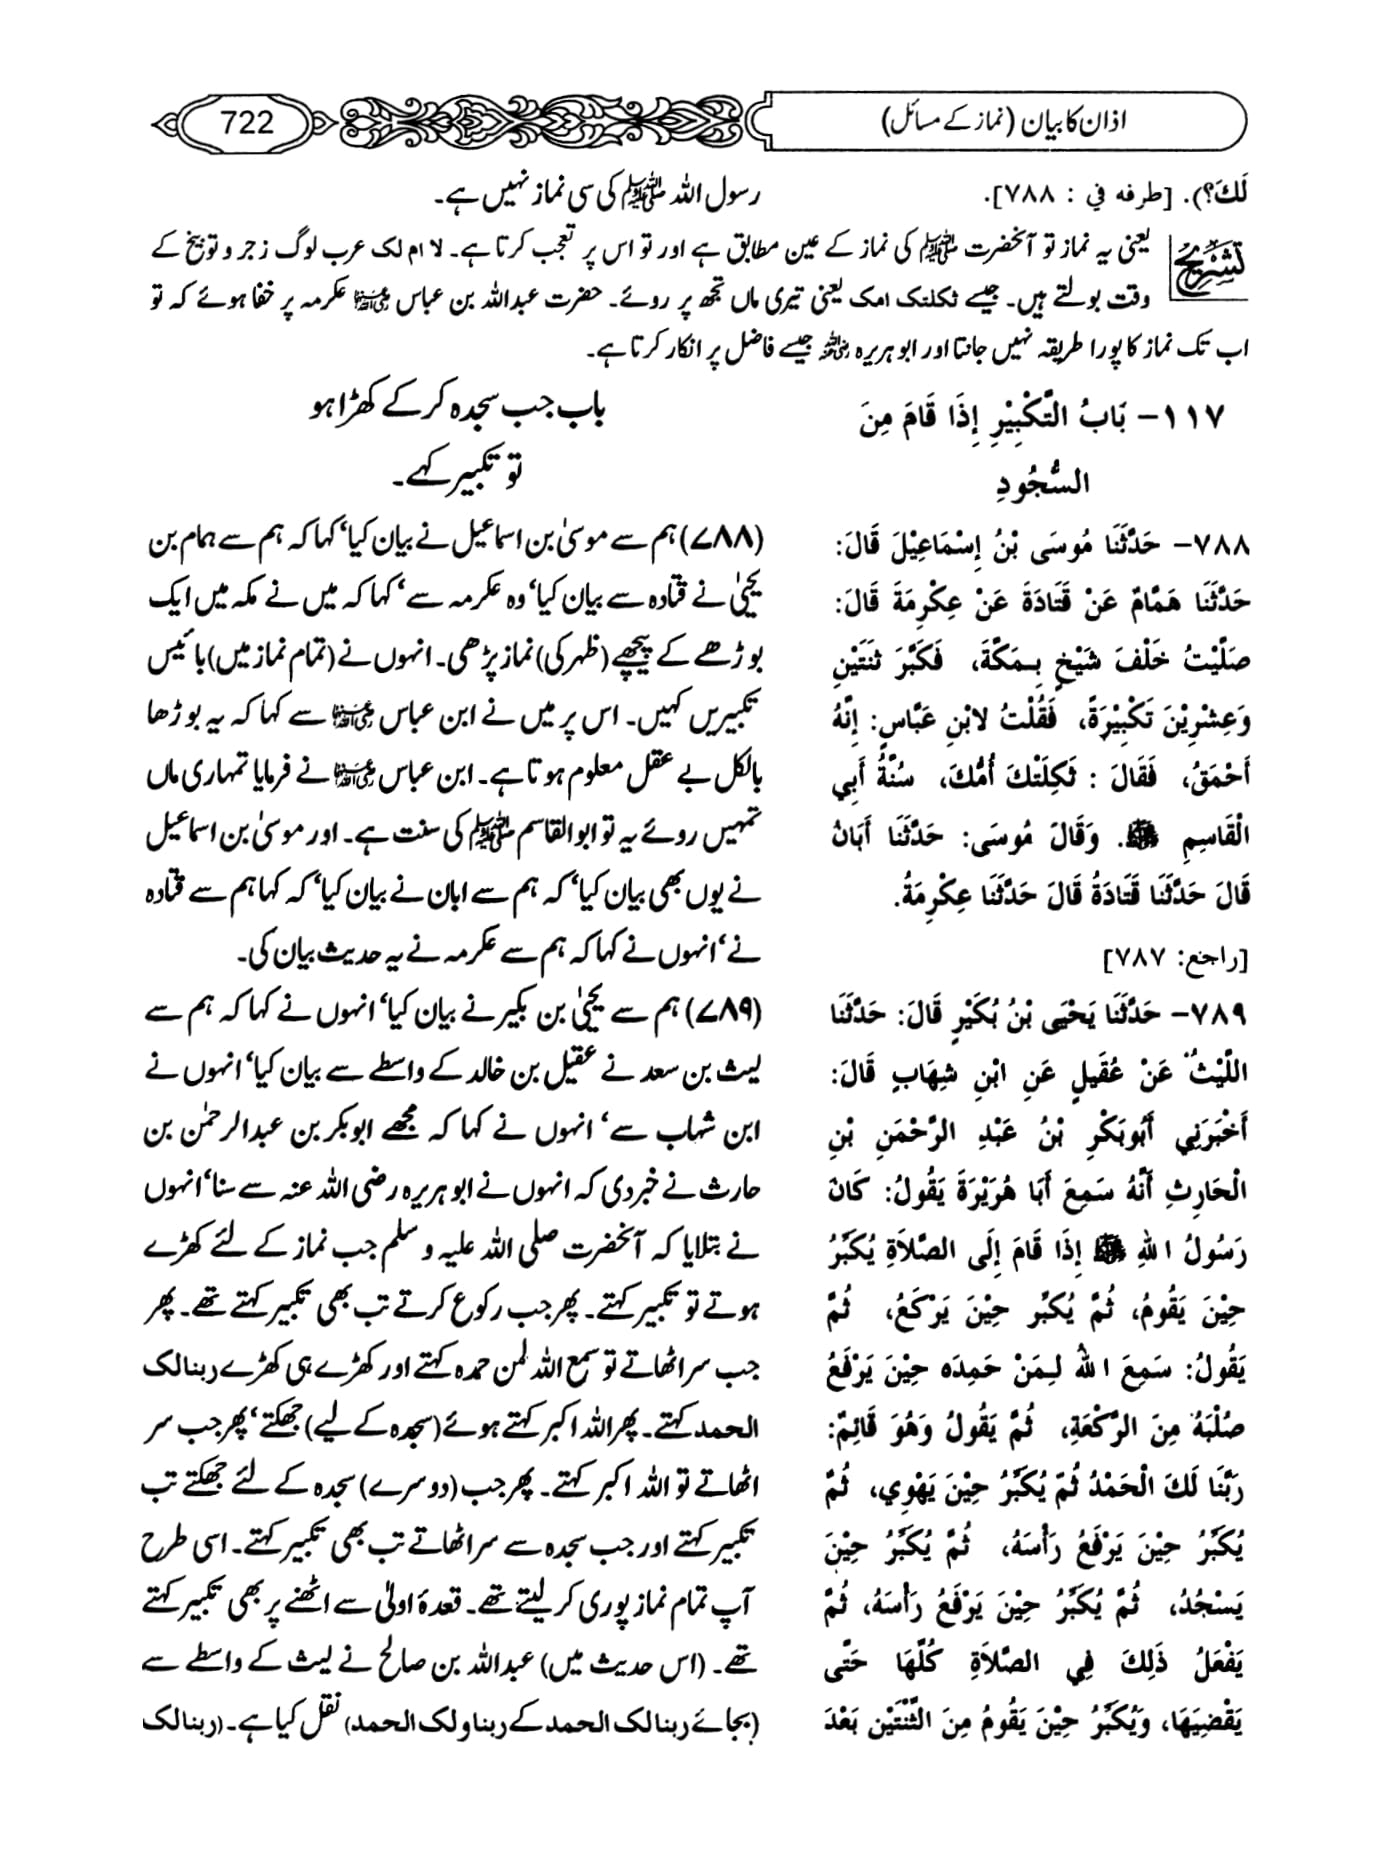 اذان کا بیان (نماز کے مسائل)
722
لَكَ؟). [طرفه في : ٧٨٨].
رسول اللہ ﷺ کی سی نماز نہیں ہے۔
تشریح
یعنی یہ نماز تو آنحضرت ﷺ کی نماز کے عین مطابق ہے اور تو اس پر تعجب کرتا ہے۔ لا ام لک عرب لوگ زجر و توبیخ کے
وقت بولتے ہیں۔ جیسے ثکلتک امک یعنی تیری ماں تجھ پر روئے۔ حضرت عبداللہ بن عباس رضی اللہ عنہما عکرمہ پر خفا ہوئے کہ تو
اب تک نماز کا پورا طریقہ نہیں جانتا اور ابو ہریرہ رضی اللہ عنہ جیسے فاضل پر انکار کرتا ہے۔
١١٧- بَابُ التَّكْبِيْرِ إِذَا قَامَ مِنَ
السُّجُودِ
٧٨٨- حَدَّثَنَا مُوسَى بْنُ إِسْمَاعِيْلَ قَالَ:
حَدَّثَنَا هَمَّامٌ عَنْ قَتَادَةَ عَنْ عِكْرِمَةَ قَالَ:
صَلَّيْتُ خَلْفَ شَيْخٍ بِمَكَّةَ، فَكَبَّرَ ثِنَتَيْنِ
وَعِشْرِيْنَ تَكْبِيْرَةً، فَقُلْتُ لابْنِ عَبَّاسٍ: إِنَّهُ
أَحْمَقُ، فَقَالَ : ثَكِلَتْكَ أُمُّكَ، سُنَّةُ أَبِي
الْقَاسِمِ ﷺ. وَقَالَ مُوسَى: حَدَّثَنَا أَبَانُ
قَالَ حَدَّثَنَا قَتَادَةُ قَالَ حَدَّثَنَا عِكْرِمَةُ.
[راجع: ٧٨٧]
٧٨٩- حَدَّثَنَا يَحْيَى بْنُ بُكَيْرٍ قَالَ: حَدَّثَنَا
اللَّيْثُ عَنْ عُقَيلٍ عَنِ ابْنِ شِهَابٍ قَالَ:
أَخْبَرَنِي أَبُوبَكْرِ بْنُ عَبْدِ الرَّحْمَنِ بْنِ
الْحَارِثِ أَنَّهُ سَمِعَ أَبَا هُرَيْرَةَ يَقُولُ: كَانَ
رَسُولُ اللهِ ﷺ إِذَا قَامَ إِلَى الصَّلاَةِ يُكَبِّرُ
حِيْنَ يَقُومُ، ثُمَّ يُكَبِّر حِيْنَ يَرْكَعُ، ثُمَّ
يَقُولُ: سَمِعَ اللهُ لِمَنْ حَمِدَه حِيْنَ يَرْفَعُ
صُلْبَهُ مِنَ الرَّكْعَةِ، ثُمَّ يَقُولُ وَهُوَ قَائِمٌ:
رَبَّنَا لَكَ الْحَمْدُ ثُمَّ يُكَبِّرُ حِيْنَ يَهْوِي، ثُمَّ
يُكَبِّرُ حِيْنَ يَرْفَعُ رَأْسَهُ، ثُمَّ يُكَبِّرُ حِيْنَ
يَسْجُدُ، ثُمَّ يُكَبِّرُ حِيْنَ يَرْفَعُ رَأْسَهُ، ثُمَّ
يَفْعَلُ ذَلِكَ فِي الصَّلاَةِ كُلِّهَا حَتَّى
يَقْضِيَهَا، وَيُكَبِّرُ حِيْنَ يَقُومُ مِنَ الثِّنْتَيْنِ بَعْدَ
باب جب سجدہ کر کے کھڑا ہو
تو تکبیر کہے۔
(٧٨٨) ہم سے موسیٰ بن اسماعیل نے بیان کیا‘ کہا کہ ہم سے ہمام بن
یحییٰ نے قتادہ سے بیان کیا‘ وہ عکرمہ سے‘ کہا کہ میں نے مکہ میں ایک
بوڑھے کے پیچھے (ظہر کی) نماز پڑھی۔ انہوں نے (تمام نماز میں) بائیس
تکبیریں کہیں۔ اس پر میں نے ابن عباس رضی اللہ عنہما سے کہا کہ یہ بوڑھا
بالکل بے عقل معلوم ہوتا ہے۔ ابن عباس رضی اللہ عنہما نے فرمایا تمہاری ماں
تمہیں روئے یہ تو ابوالقاسم ﷺ کی سنت ہے۔ اور موسیٰ بن اسماعیل
نے یوں بھی بیان کیا‘ کہ ہم سے ابان نے بیان کیا‘ کہ کہا ہم سے قتادہ
نے‘ انہوں نے کہا کہ ہم سے عکرمہ نے یہ حدیث بیان کی۔
(٧٨٩) ہم سے یحییٰ بن بکیر نے بیان کیا‘ انہوں نے کہا کہ ہم سے
لیث بن سعد نے عقیل بن خالد کے واسطے سے بیان کیا‘ انہوں نے
ابن شہاب سے‘ انہوں نے کہا کہ مجھے ابوبکر بن عبدالرحمٰن بن
حارث نے خبر دی کہ انہوں نے ابو ہریرہ رضی اللہ عنہ سے سنا‘ انہوں
نے بتلایا کہ آنحضرت صلی اللہ علیہ و سلم جب نماز کے لئے کھڑے
ہوتے تو تکبیر کہتے۔ پھر جب رکوع کرتے تب بھی تکبیر کہتے تھے۔ پھر
جب سر اٹھاتے تو سمع اللہ لمن حمدہ کہتے اور کھڑے ہی کھڑے ربنا لک
الحمد کہتے۔ پھر اللہ اکبر کہتے ہوئے (سجدہ کے لیے) جھکتے‘ پھر جب سر
اٹھاتے تو اللہ اکبر کہتے۔ پھر جب (دوسرے) سجدہ کے لئے جھکتے تب
تکبیر کہتے اور جب سجدہ سے سر اٹھاتے تب بھی تکبیر کہتے۔ اسی طرح
آپ تمام نماز پوری کر لیتے تھے۔ قعدۂ اولیٰ سے اٹھنے پر بھی تکبیر کہتے
تھے۔ (اس حدیث میں) عبداللہ بن صالح نے لیث کے واسطے سے
(بجائے ربنا لک الحمد کے ربنا ولک الحمد) نقل کیا ہے۔ (ربنا لک